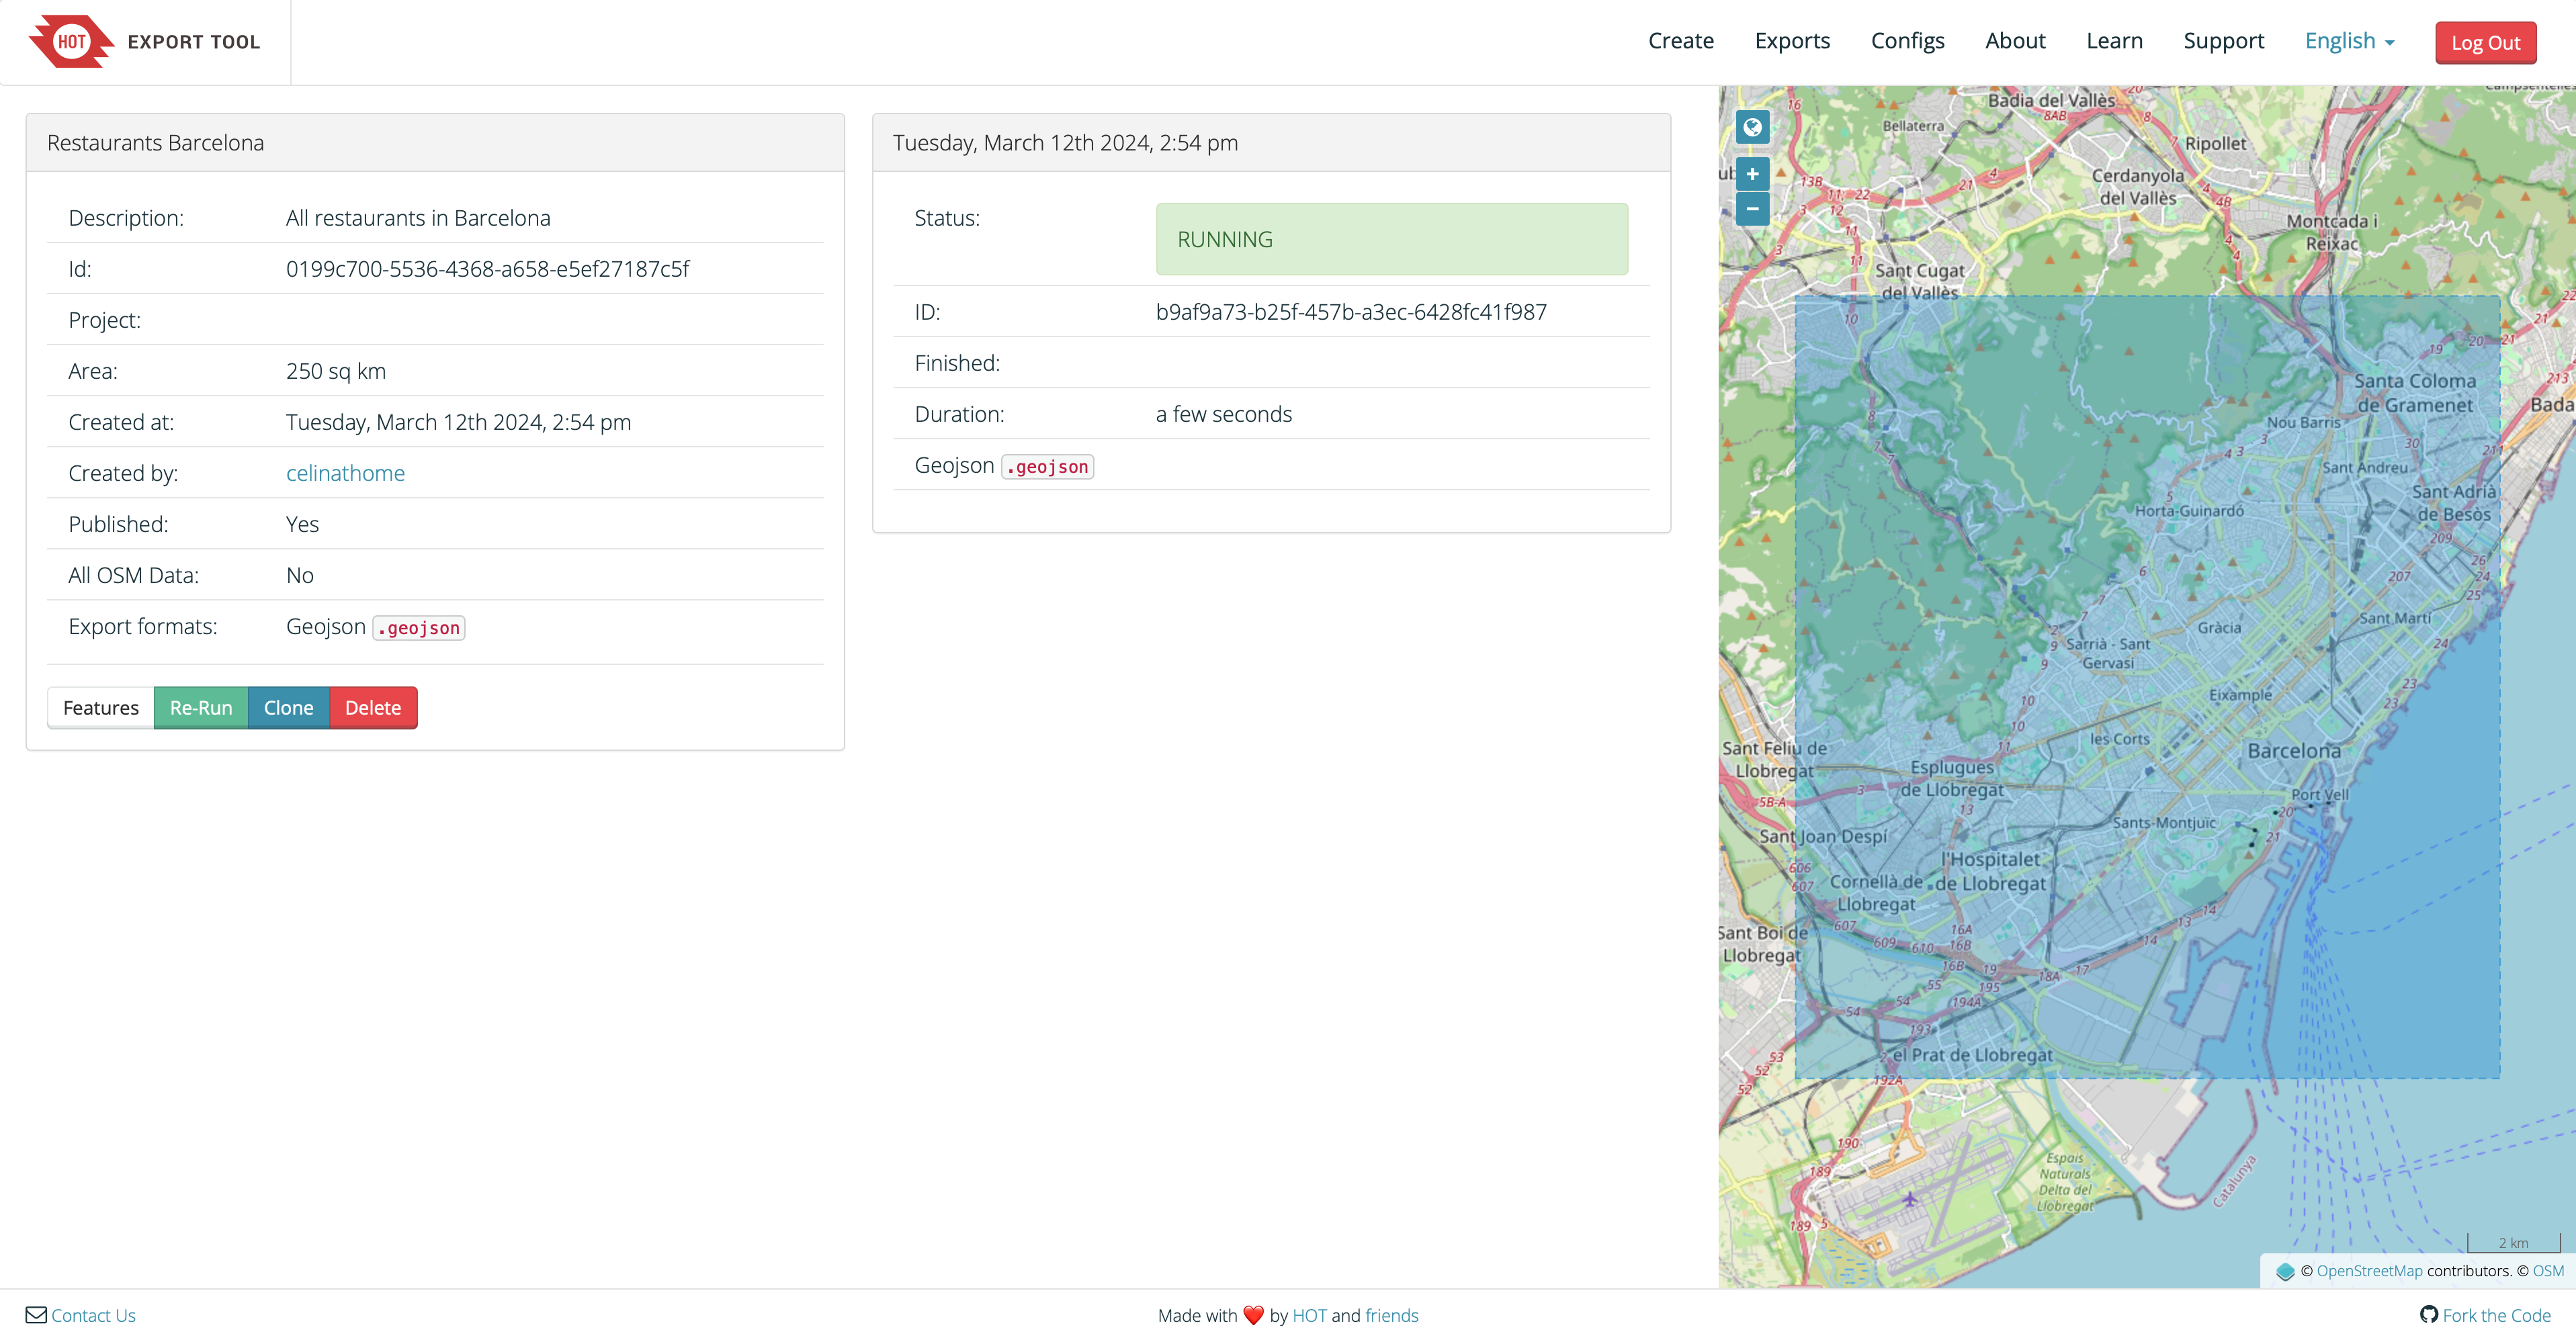 HOT EXPORT TOOL
Create Exports Configs About Learn Support English Log Out
Restaurants Barcelona
Description: All restaurants in Barcelona
Id: 0199c700-5536-4368-a658-e5ef27187c5f
Project:
Area: 250 sq km
Created at: Tuesday, March 12th 2024, 2:54 pm
Created by: celinathome
Published: Yes
All OSM Data: No
Export formats: Geojson .geojson
Features Re-Run Clone Delete
Tuesday, March 12th 2024, 2:54 pm
Status: RUNNING
ID: b9af9a73-b25f-457b-a3ec-6428fc41f987
Finished:
Duration: a few seconds
Geojson .geojson
+
−
Badia del Vallès
Bellaterra
Ripollet
Cerdanyola
del Vallès
Montcada i
Reixac
Sant Cugat
del Vallès
Santa Coloma
de Gramenet
Nou Barris
Sant Andreu
Sant Adrià
de Besòs
Horta-Guinardó
Sant Martí
Gràcia
Sarrià - Sant
Gervasi
Eixample
les Corts
Barcelona
Sant Feliu de
Llobregat
Esplugues
de Llobregat
Port Vell
Sants-Montjuïc
Sant Joan Despí
l'Hospitalet
de Llobregat
Cornellà de
Llobregat
Sant Boi de
Llobregat
el Prat de Llobregat
Espais
Naturals
Delta del
Llobregat
Catalunya
2 km
© OpenStreetMap contributors. © OSM
Contact Us
Made with ❤️ by HOT and friends
Fork the Code